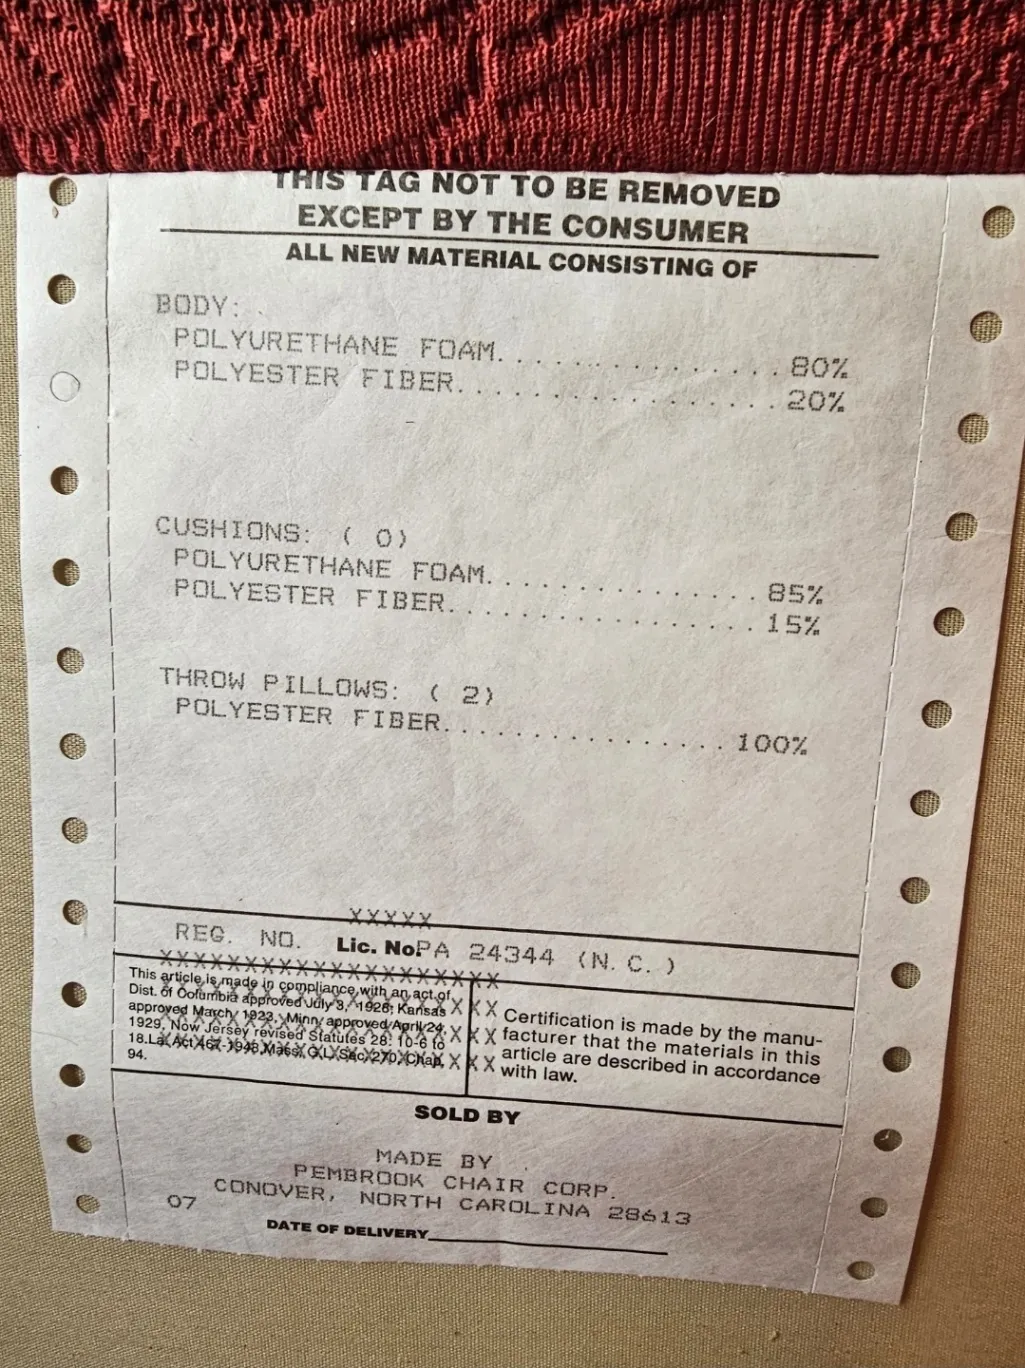 THIS TAG NOT TO BE REMOVED
EXCEPT BY THE CONSUMER
ALL NEW MATERIAL CONSISTING OF
BODY:
POLYURETHANE FOAM..................80%
POLYESTER FIBER..................20%
CUSHIONS: ( 0)
POLYURETHANE FOAM...............85%
POLYESTER FIBER.................15%
THROW PILLOWS: ( 2)
POLYESTER FIBER................100%
XXXXX
REG. NO. Lic. No. PA 24344 (N.C.)
XXXXXXXXXXXXXXXXXXXXX
This article is made in compliance with an act of
Dist. of Columbia approved July 3, 1926; Kansas
approved March, 1923, Minn. approved April 24,
1929, New Jersey revised Statutes 26: 10-6 to
18. La. Act 467-1948, Mass. G.L. Sec. 270, Chap.
94.
Certification is made by the manu-
facturer that the materials in this
article are described in accordance
with law.
SOLD BY
MADE BY
PEMBROOK CHAIR CORP.
CONOVER, NORTH CAROLINA 28613
07
DATE OF DELIVERY